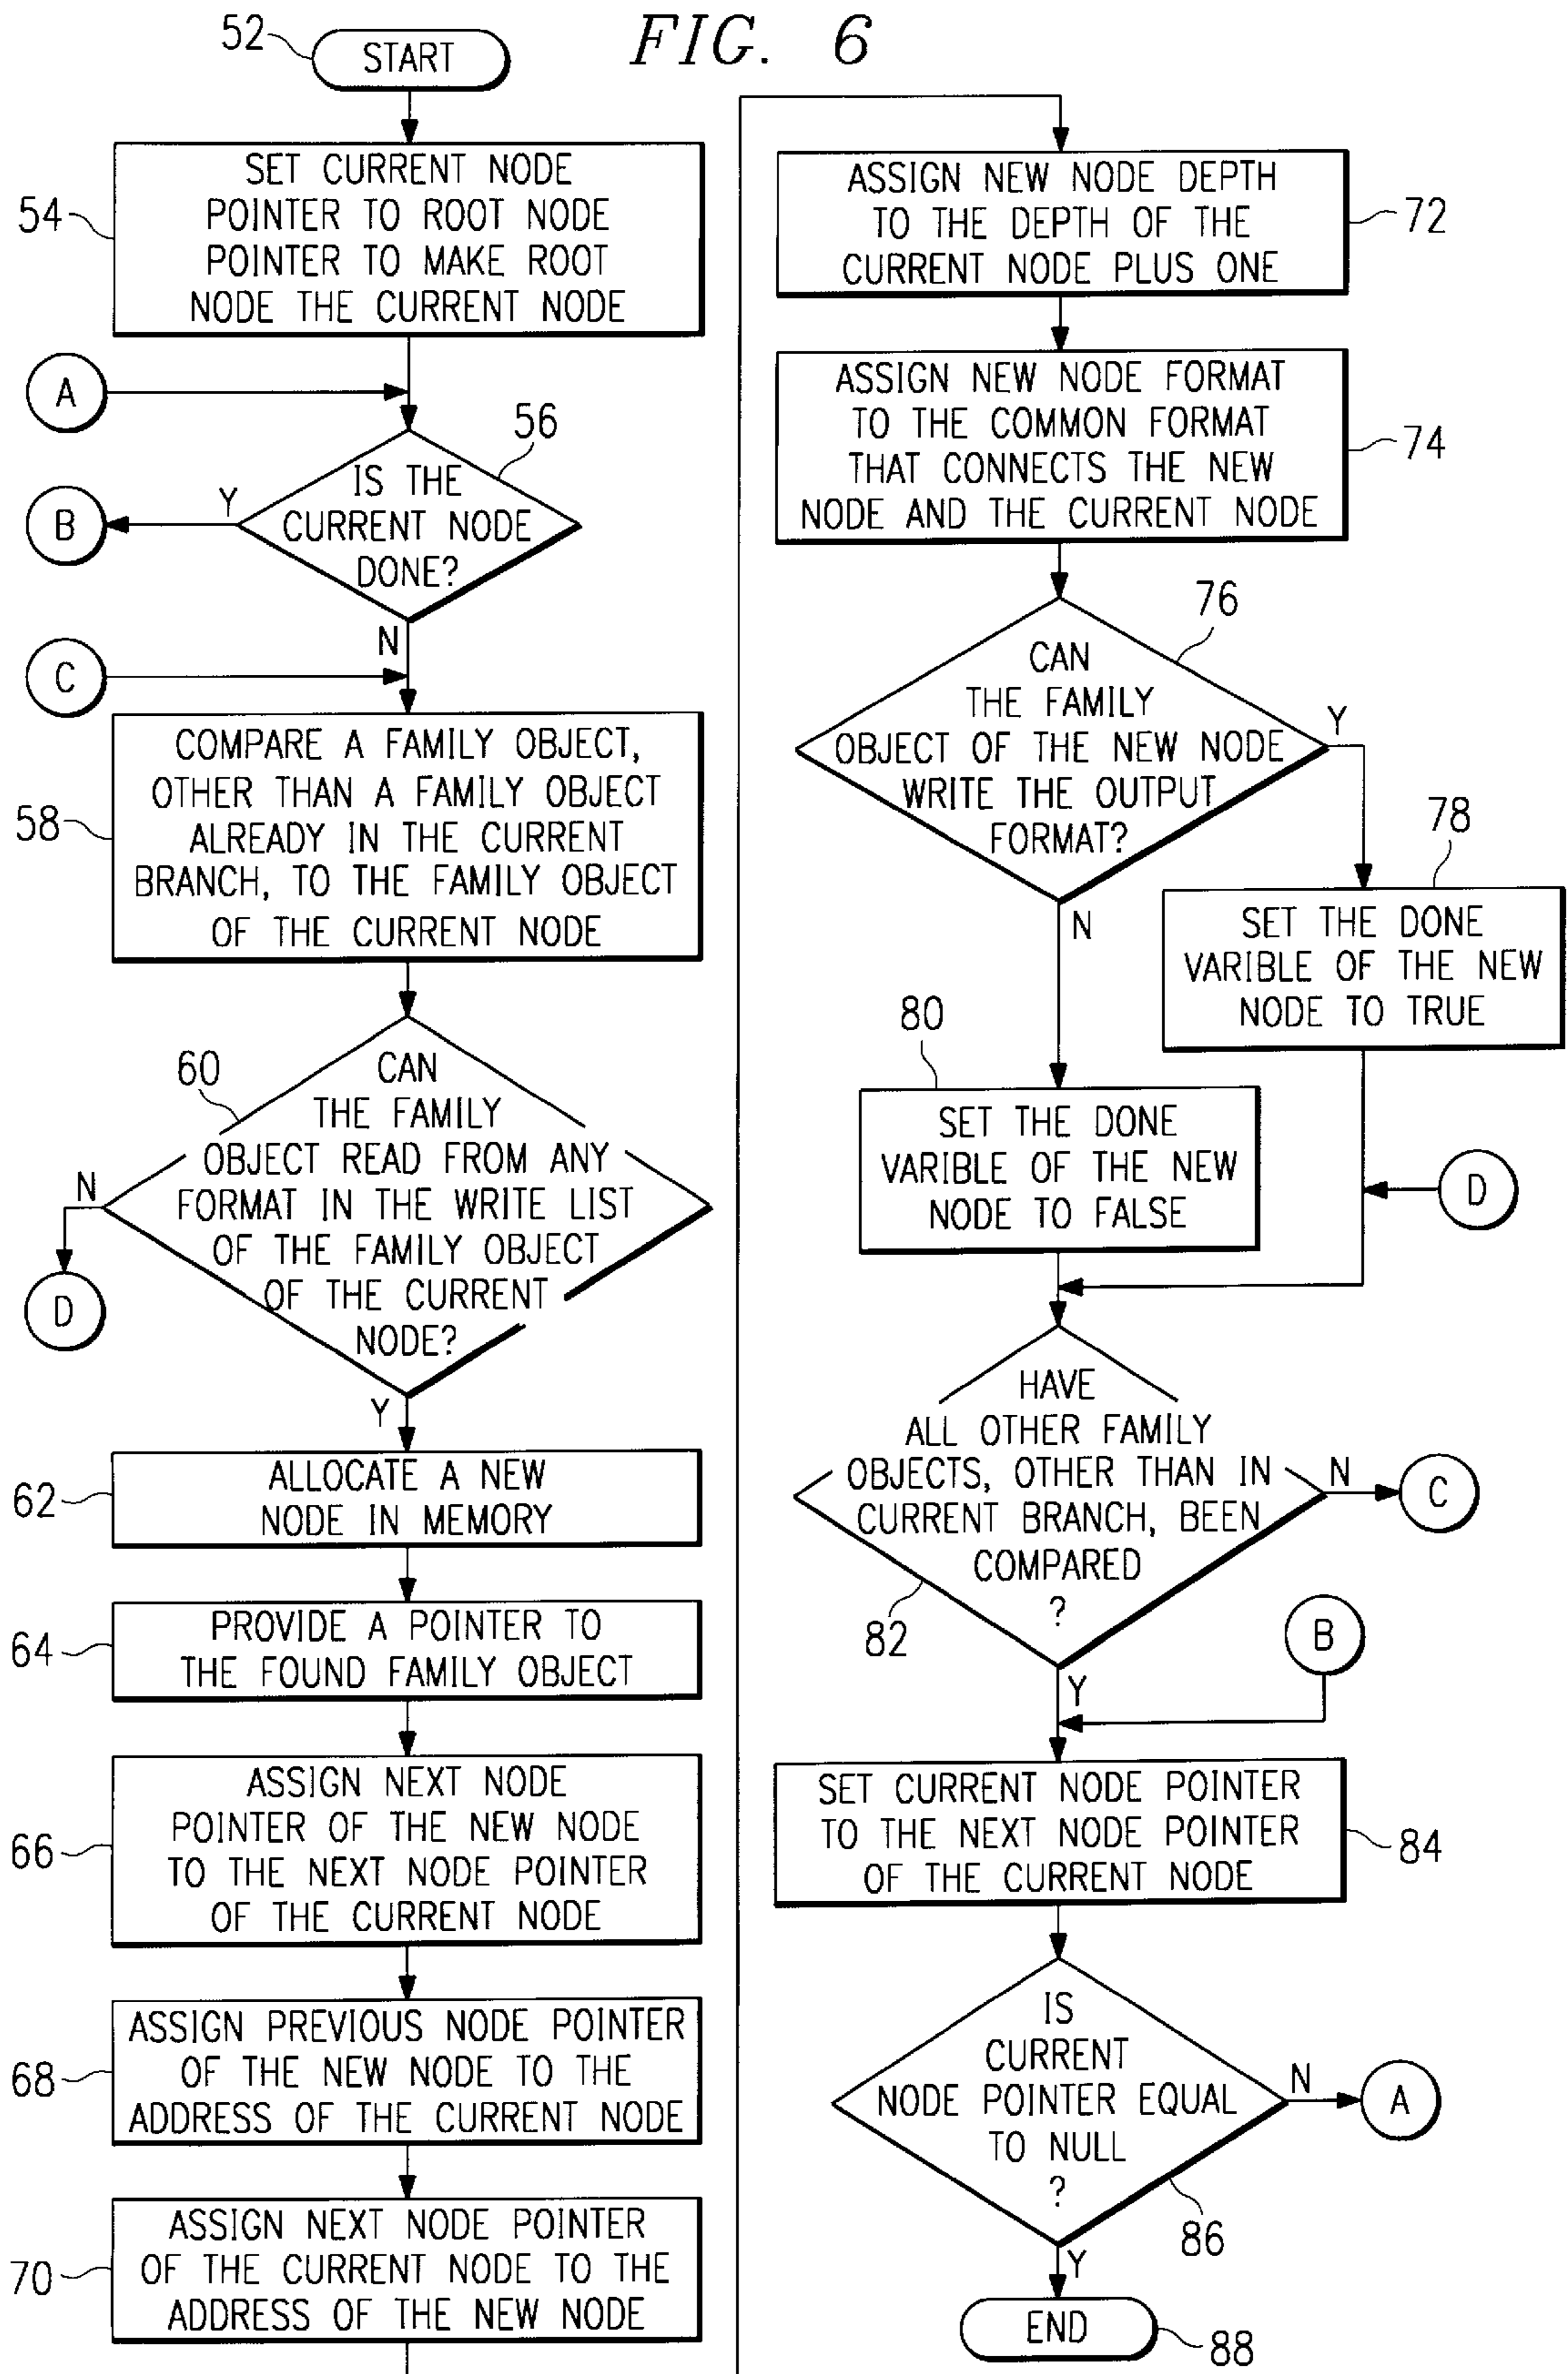 FIG. 6
52
START
54
SET CURRENT NODE
POINTER TO ROOT NODE
POINTER TO MAKE ROOT
NODE THE CURRENT NODE
A
56
IS THE
CURRENT NODE
DONE?
Y
B
N
C
58
COMPARE A FAMILY OBJECT,
OTHER THAN A FAMILY OBJECT
ALREADY IN THE CURRENT
BRANCH, TO THE FAMILY OBJECT
OF THE CURRENT NODE
60
CAN
THE FAMILY
OBJECT READ FROM ANY
FORMAT IN THE WRITE LIST
OF THE FAMILY OBJECT
OF THE CURRENT
NODE?
N
D
Y
62
ALLOCATE A NEW
NODE IN MEMORY
64
PROVIDE A POINTER TO
THE FOUND FAMILY OBJECT
66
ASSIGN NEXT NODE
POINTER OF THE NEW NODE
TO THE NEXT NODE POINTER
OF THE CURRENT NODE
68
ASSIGN PREVIOUS NODE POINTER
OF THE NEW NODE TO THE
ADDRESS OF THE CURRENT NODE
70
ASSIGN NEXT NODE POINTER
OF THE CURRENT NODE TO THE
ADDRESS OF THE NEW NODE
ASSIGN NEW NODE DEPTH
TO THE DEPTH OF THE
CURRENT NODE PLUS ONE
72
ASSIGN NEW NODE FORMAT
TO THE COMMON FORMAT
THAT CONNECTS THE NEW
NODE AND THE CURRENT NODE
74
76
CAN
THE FAMILY
OBJECT OF THE NEW NODE
WRITE THE OUTPUT
FORMAT?
Y
N
78
SET THE DONE
VARIBLE OF THE NEW
NODE TO TRUE
80
SET THE DONE
VARIBLE OF THE NEW
NODE TO FALSE
D
HAVE
ALL OTHER FAMILY
OBJECTS, OTHER THAN IN
CURRENT BRANCH, BEEN
COMPARED
?
N
C
82
B
Y
SET CURRENT NODE POINTER
TO THE NEXT NODE POINTER
OF THE CURRENT NODE
84
IS
CURRENT
NODE POINTER EQUAL
TO NULL
?
N
A
86
Y
END
88